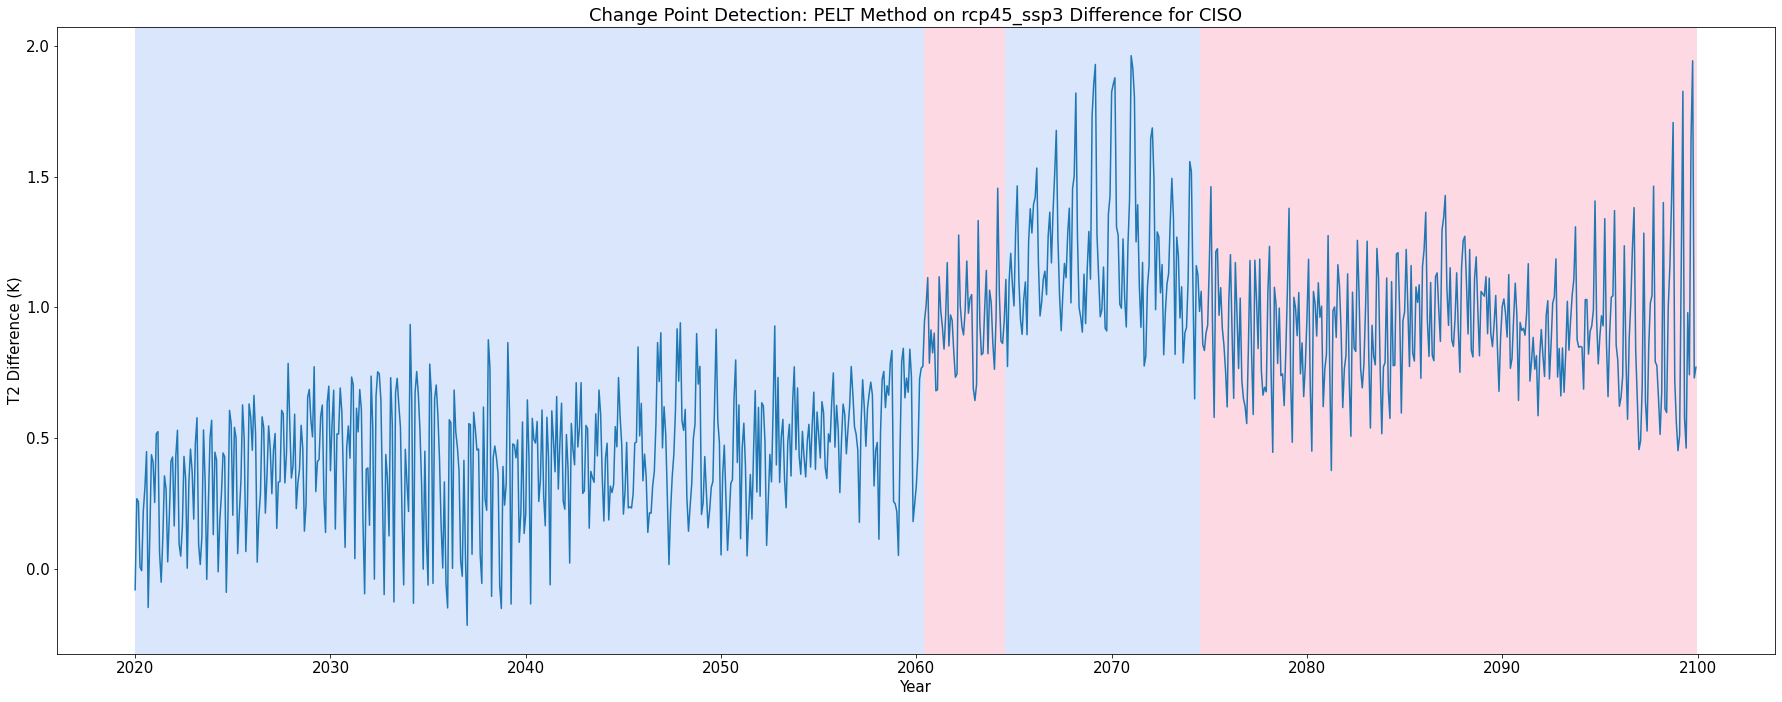 Change Point Detection: PELT Method on rcp45_ssp3 Difference for CISO
2.0
1.5
1.0
0.5
0.0
T2 Difference (K)
2020 2030 2040 2050 2060 2070 2080 2090 2100
Year